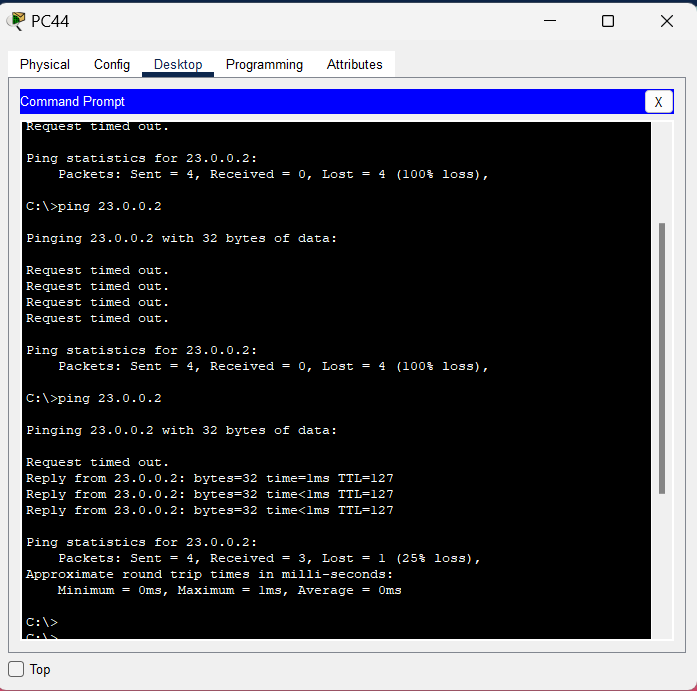 PC44
Physical Config Desktop Programming Attributes
Command Prompt X
Request timed out.
Ping statistics for 23.0.0.2:
Packets: Sent = 4, Received = 0, Lost = 4 (100% loss),
C:\>ping 23.0.0.2
Pinging 23.0.0.2 with 32 bytes of data:
Request timed out.
Request timed out.
Request timed out.
Request timed out.
Ping statistics for 23.0.0.2:
Packets: Sent = 4, Received = 0, Lost = 4 (100% loss),
C:\>ping 23.0.0.2
Pinging 23.0.0.2 with 32 bytes of data:
Request timed out.
Reply from 23.0.0.2: bytes=32 time=1ms TTL=127
Reply from 23.0.0.2: bytes=32 time<1ms TTL=127
Reply from 23.0.0.2: bytes=32 time<1ms TTL=127
Ping statistics for 23.0.0.2:
Packets: Sent = 4, Received = 3, Lost = 1 (25% loss),
Approximate round trip times in milli-seconds:
Minimum = 0ms, Maximum = 1ms, Average = 0ms
C:\>
C:\>
Top